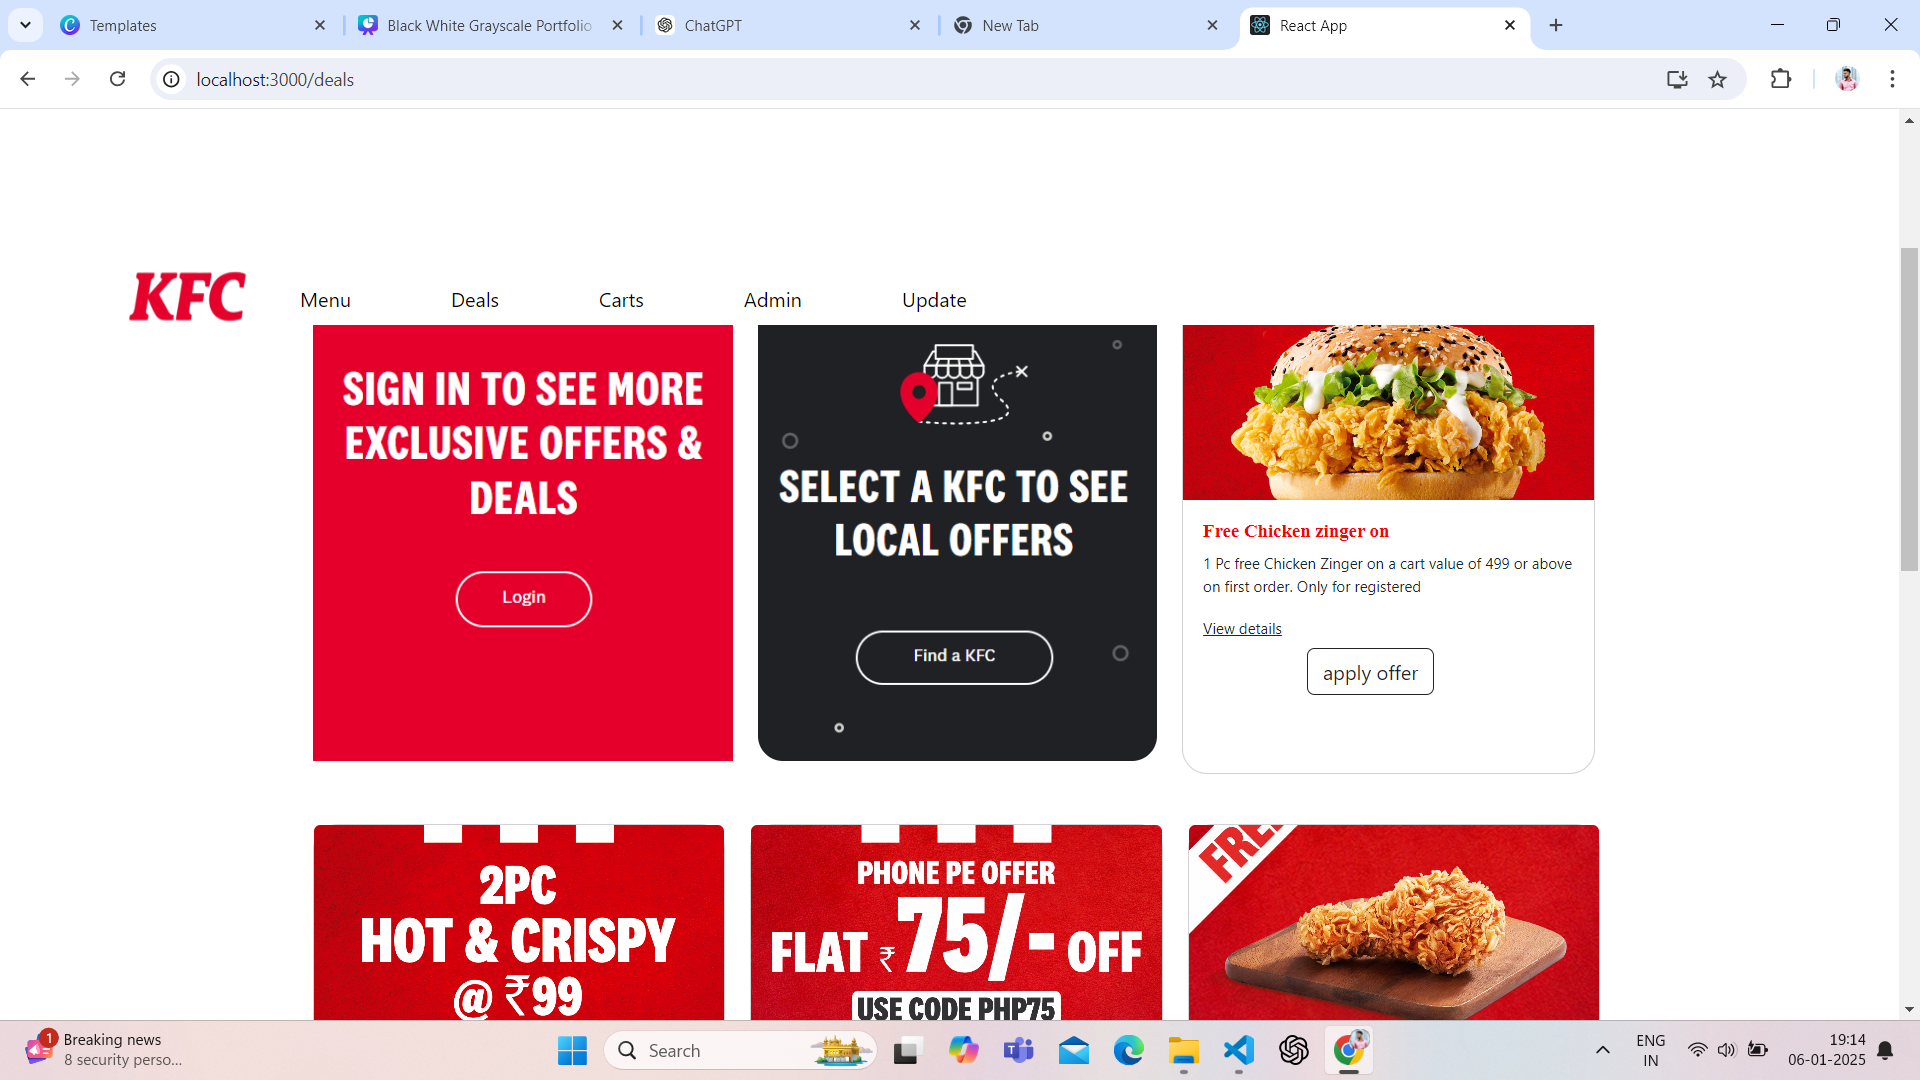 Templates
Black White Grayscale Portfolio
ChatGPT
New Tab
React App
localhost:3000/deals
KFC
Menu
Deals
Carts
Admin
Update
SIGN IN TO SEE MORE
EXCLUSIVE OFFERS &
DEALS
Login
SELECT A KFC TO SEE
LOCAL OFFERS
Find a KFC
Free Chicken zinger on
1 Pc free Chicken Zinger on a cart value of 499 or above
on first order. Only for registered
View details
apply offer
2PC
HOT & CRISPY
@ ₹99
PHONE PE OFFER
FLAT ₹75/- OFF
USE CODE PHP75
FREE
1
Breaking news
8 security perso...
Search
ENG
IN
19:14
06-01-2025